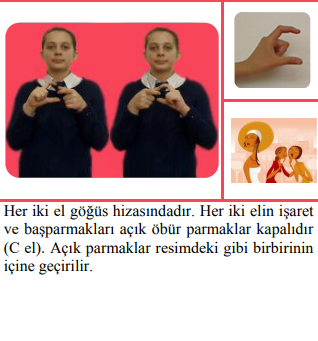 Her iki el göğüs hizasındadır. Her iki elin işaret
ve başparmakları açık öbür parmaklar kapalıdır
(C el). Açık parmaklar resimdeki gibi birbirinin
içine geçirilir.